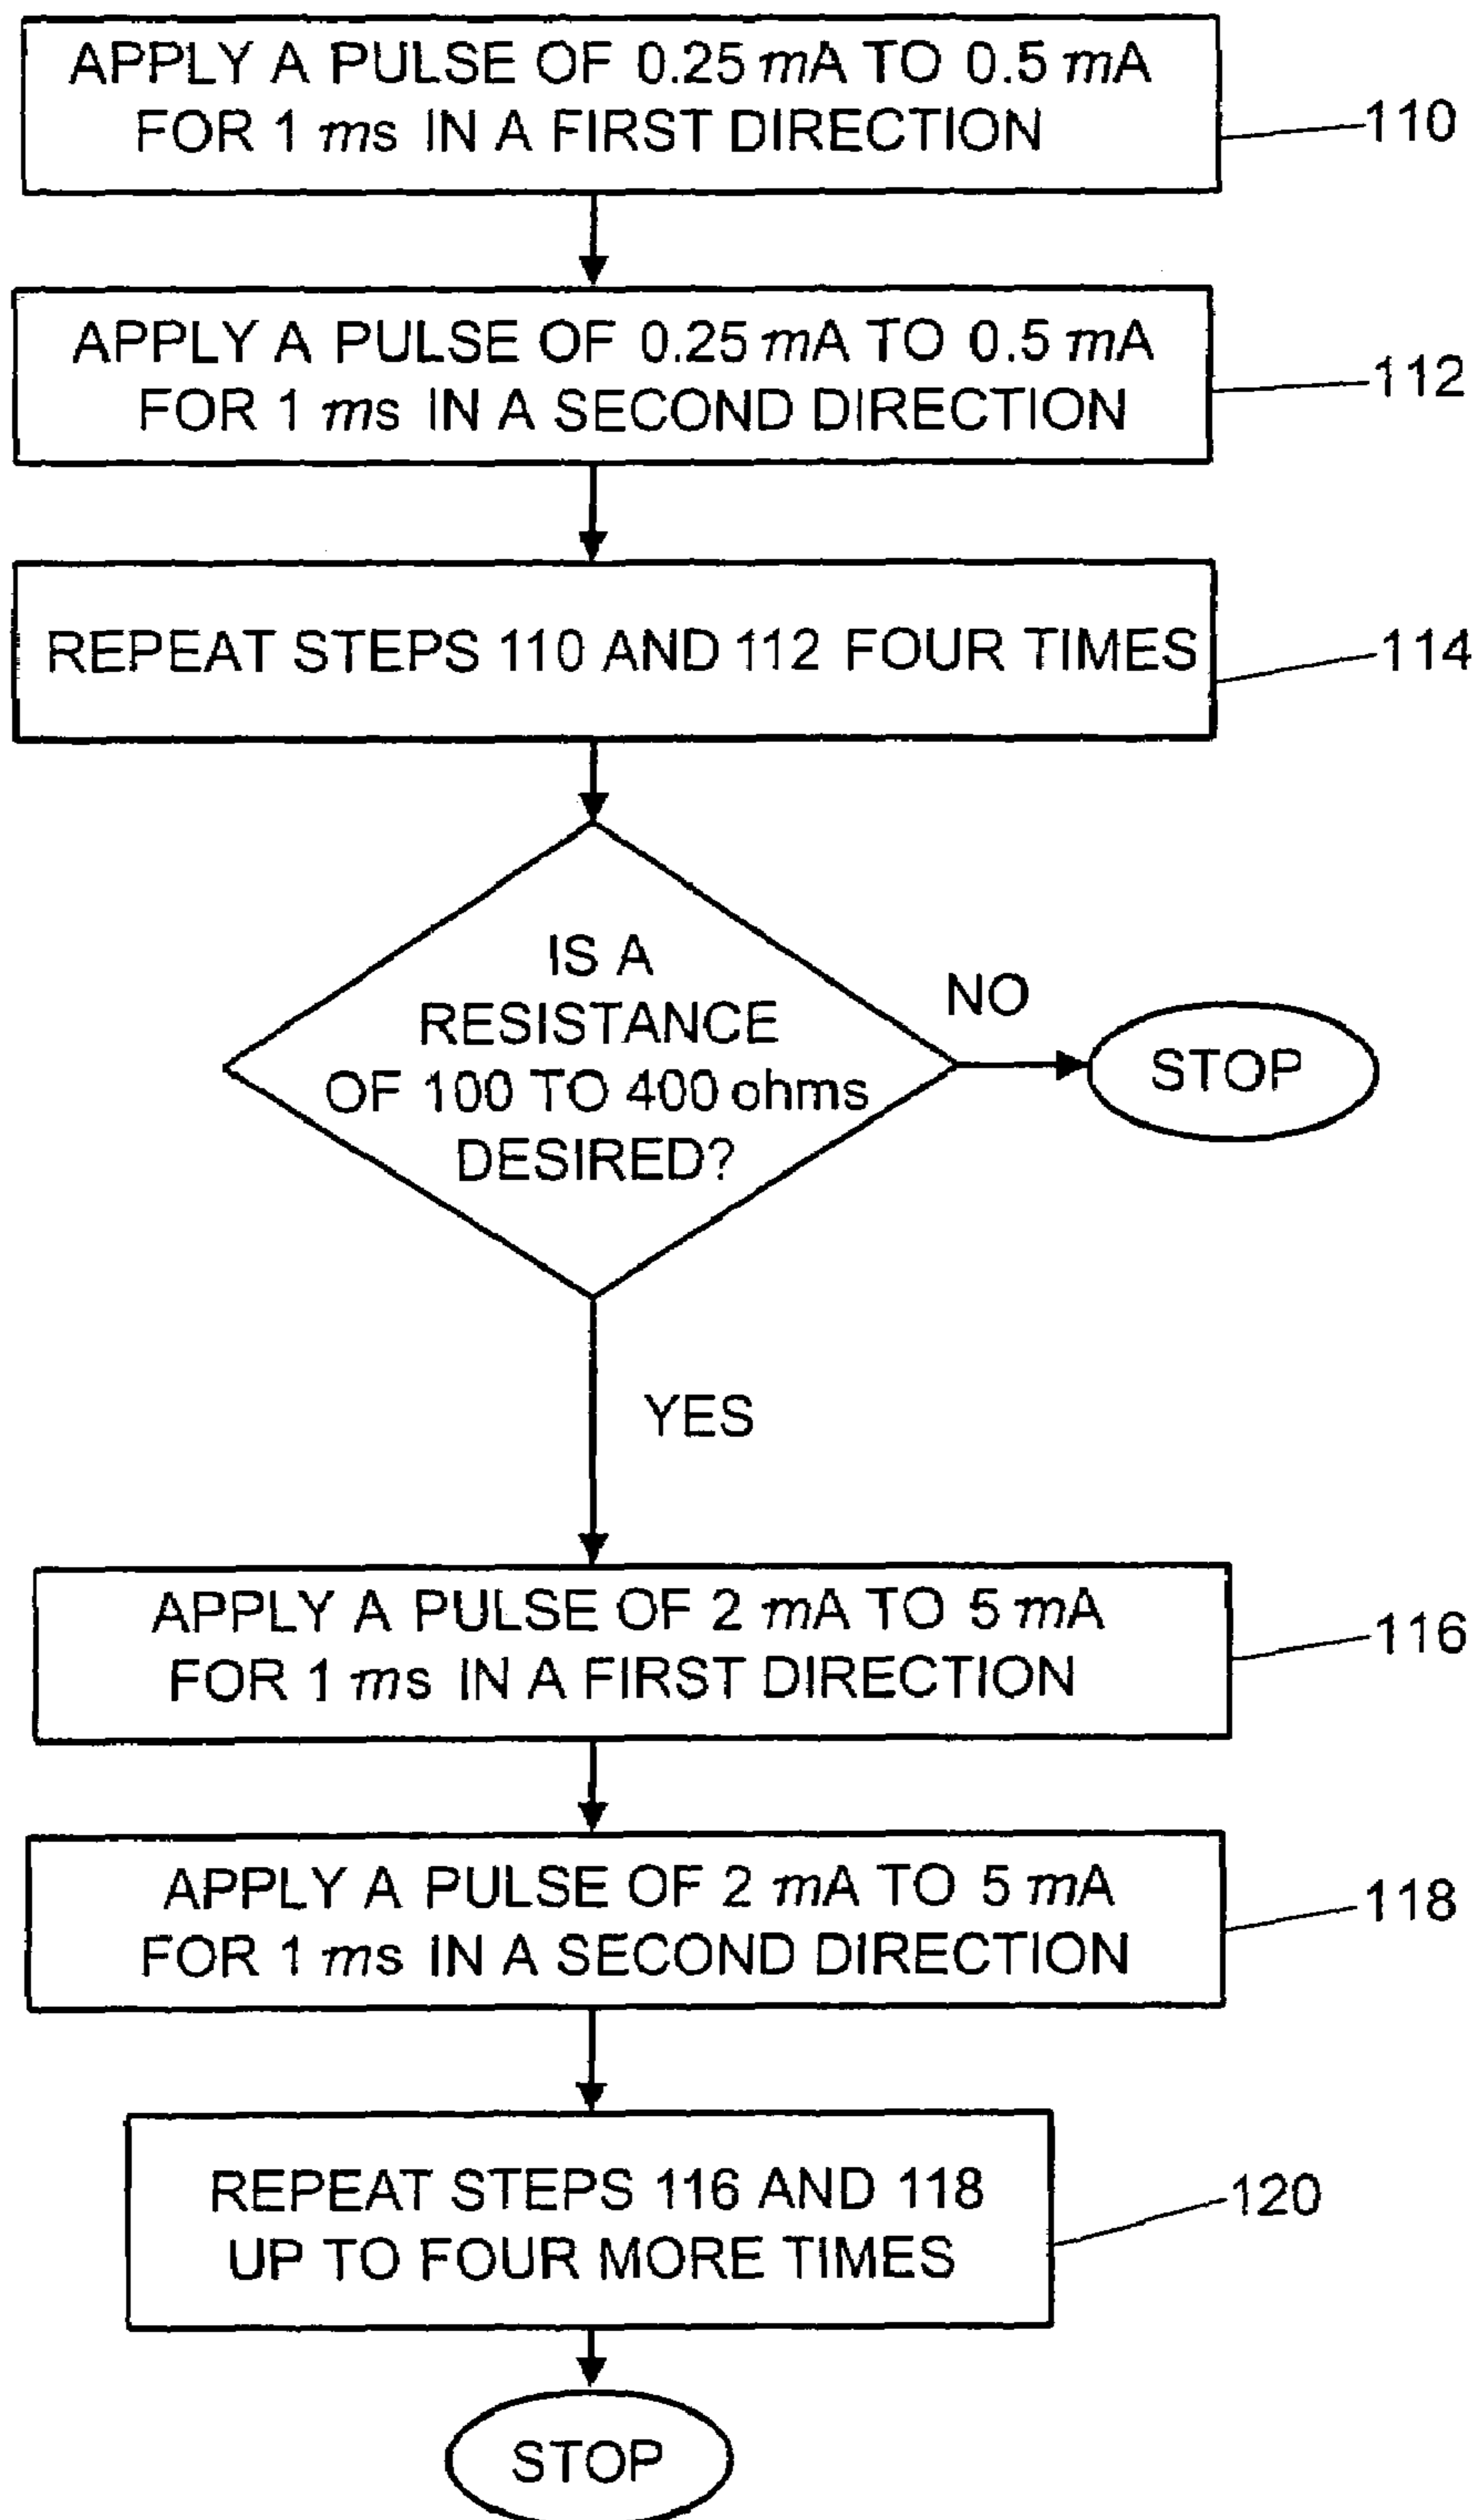 APPLY A PULSE OF 0.25 mA TO 0.5 mA
FOR 1 ms IN A FIRST DIRECTION
110
APPLY A PULSE OF 0.25 mA TO 0.5 mA
FOR 1 ms IN A SECOND DIRECTION
112
REPEAT STEPS 110 AND 112 FOUR TIMES
114
IS A
RESISTANCE
OF 100 TO 400 ohms
DESIRED?
NO
STOP
YES
APPLY A PULSE OF 2 mA TO 5 mA
FOR 1 ms IN A FIRST DIRECTION
116
APPLY A PULSE OF 2 mA TO 5 mA
FOR 1 ms IN A SECOND DIRECTION
118
REPEAT STEPS 116 AND 118
UP TO FOUR MORE TIMES
120
STOP